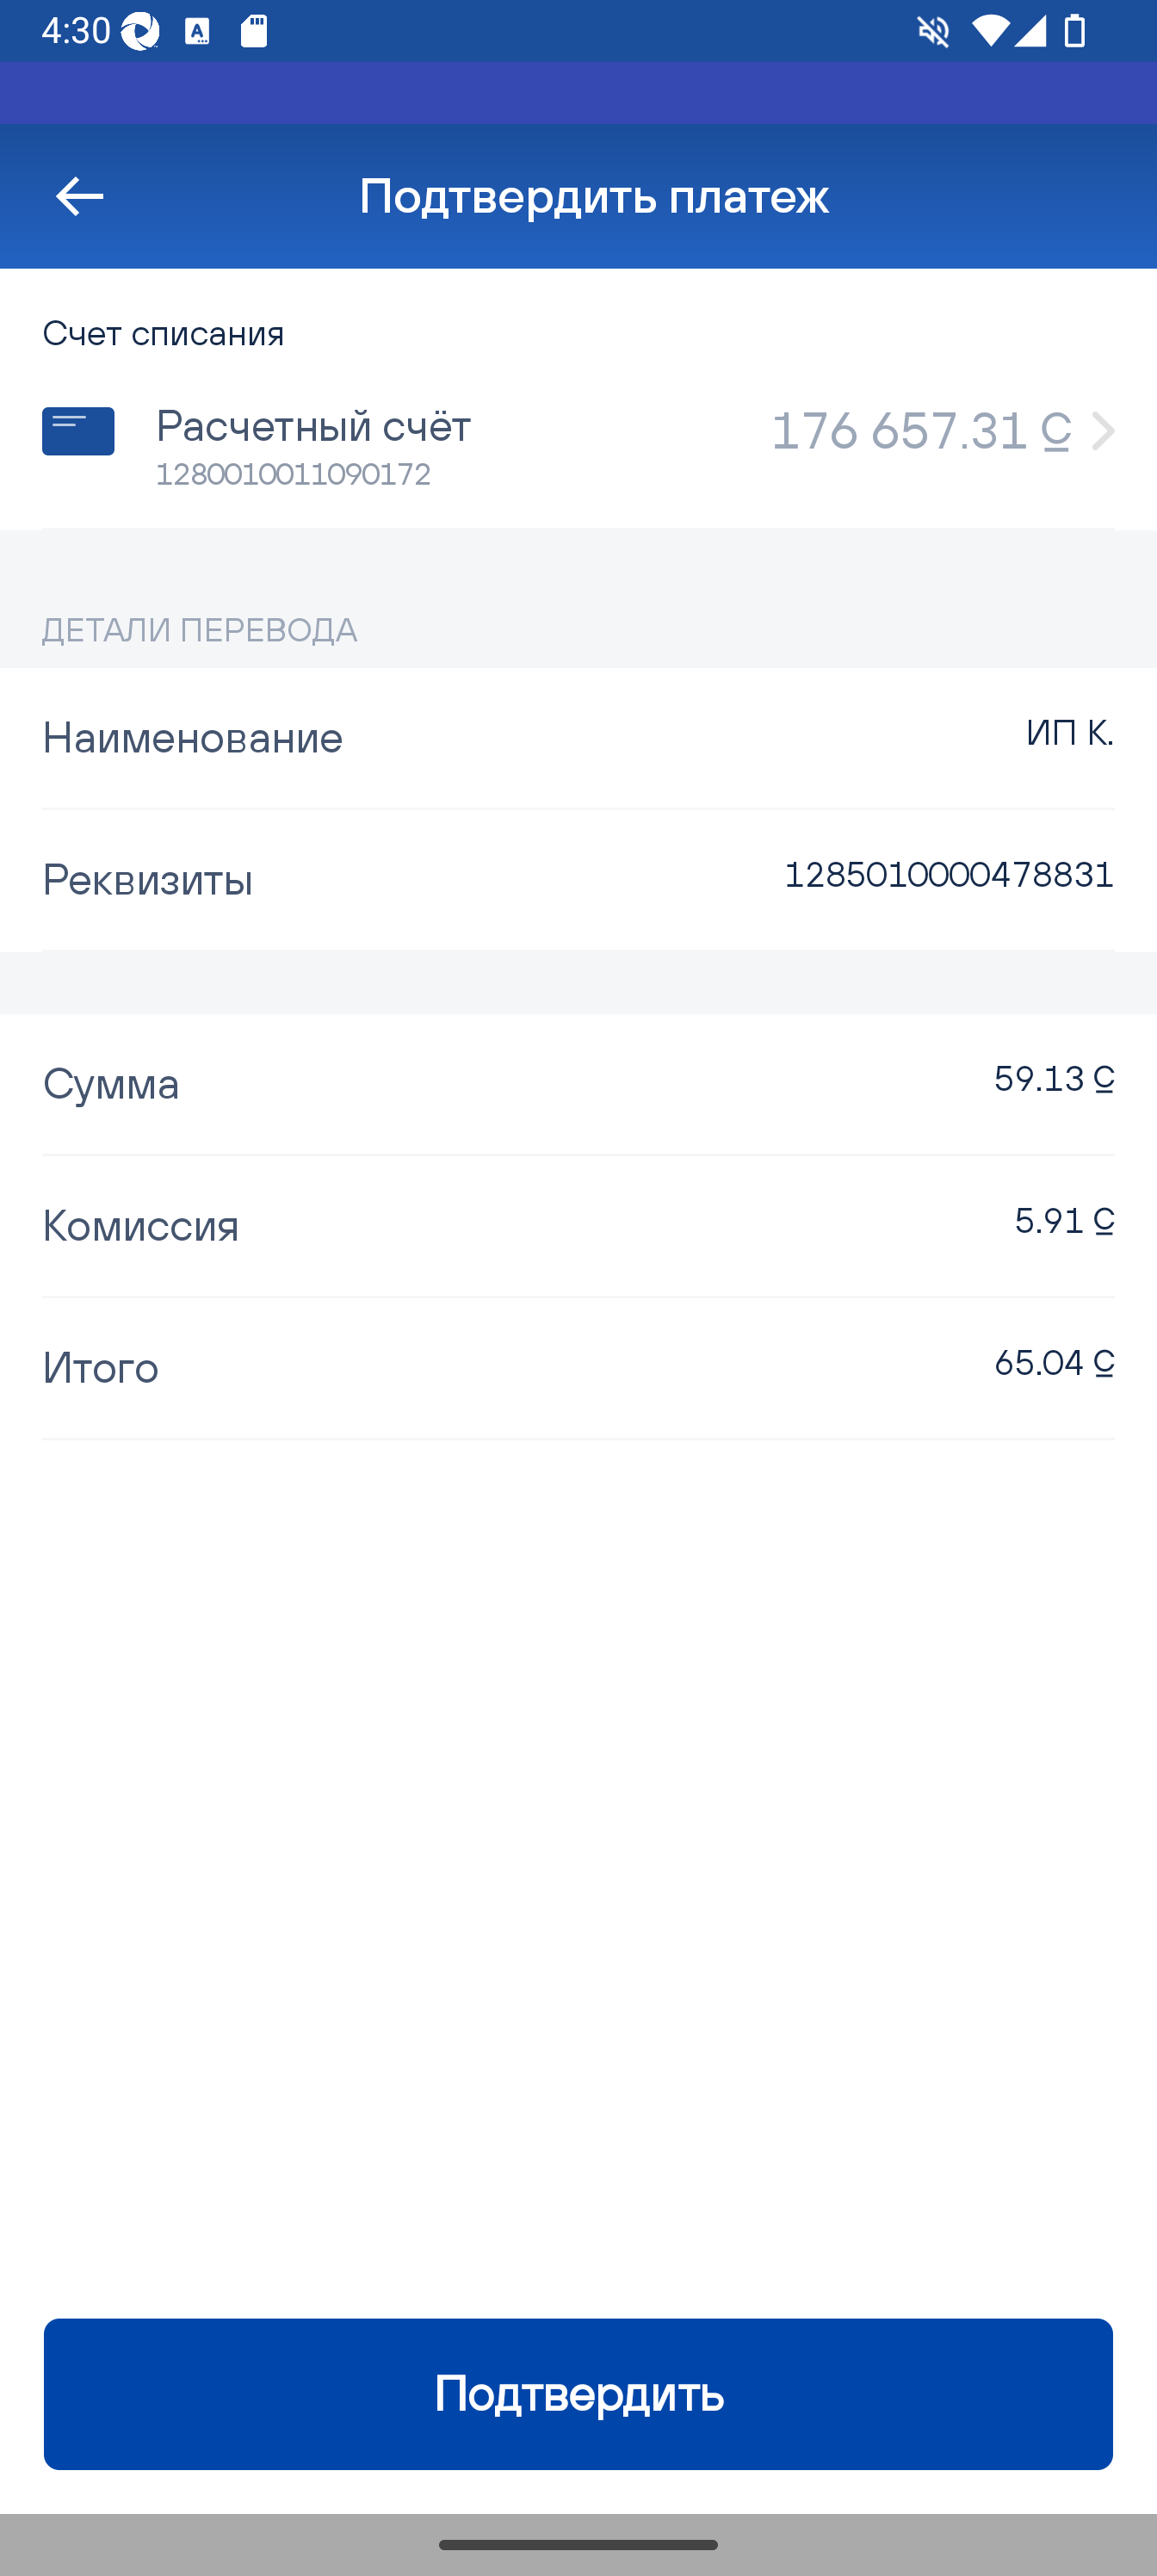 4:30
Подтвердить платеж
Счет списания
Расчетный счёт
176 657.31 С
1280010011090172
ДЕТАЛИ ПЕРЕВОДА
Наименование
ИП К.
Реквизиты
1285010000478831
Сумма
59.13 С
Комиссия
5.91 С
Итого
65.04 С
Подтвердить